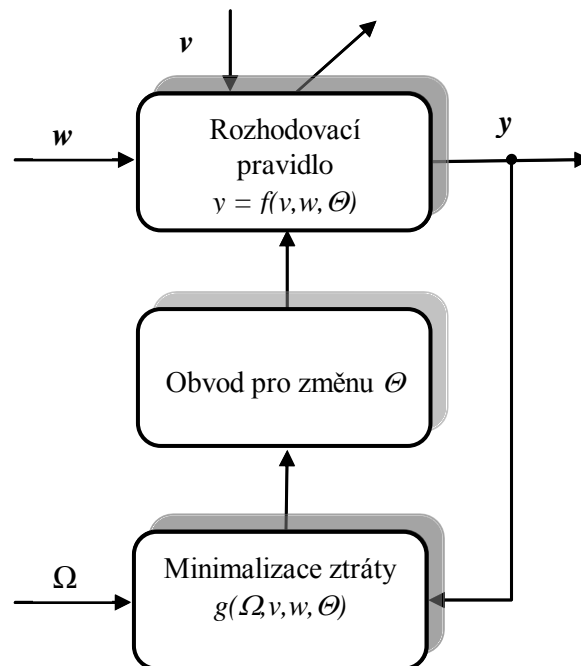 v
w
Rozhodovací
pravidlo
y = f(v,w,Θ)
y
Obvod pro změnu Θ
Ω
Minimalizace ztráty
g(Ω,v,w,Θ)